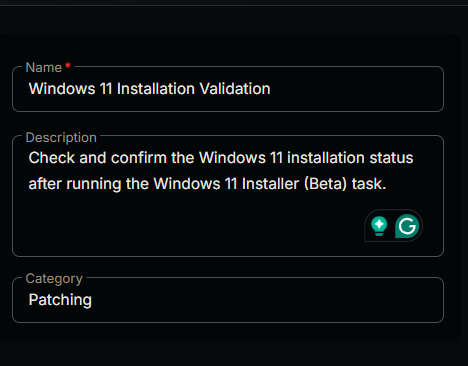 Name *
Windows 11 Installation Validation
Description
Check and confirm the Windows 11 installation status
after running the Windows 11 Installer (Beta) task.
Category
Patching